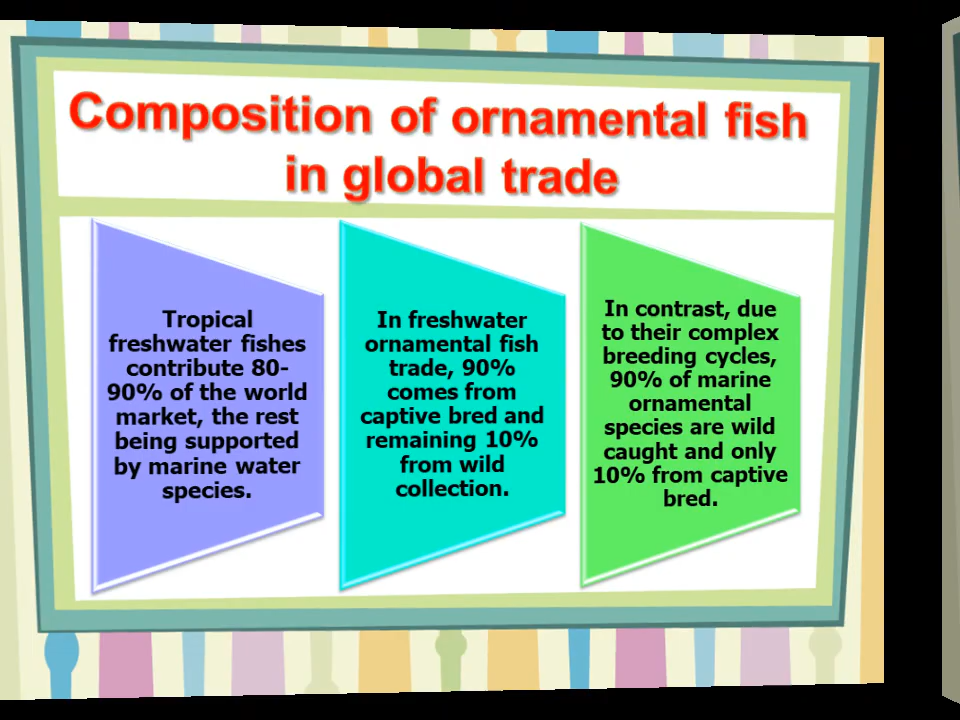 Composition of ornamental fish
in global trade
Tropical
freshwater fishes
contribute 80-
90% of the world
market, the rest
being supported
by marine water
species.
In freshwater
ornamental fish
trade, 90%
comes from
captive bred and
remaining 10%
from wild
collection.
In contrast, due
to their complex
breeding cycles,
90% of marine
ornamental
species are wild
caught and only
10% from captive
bred.